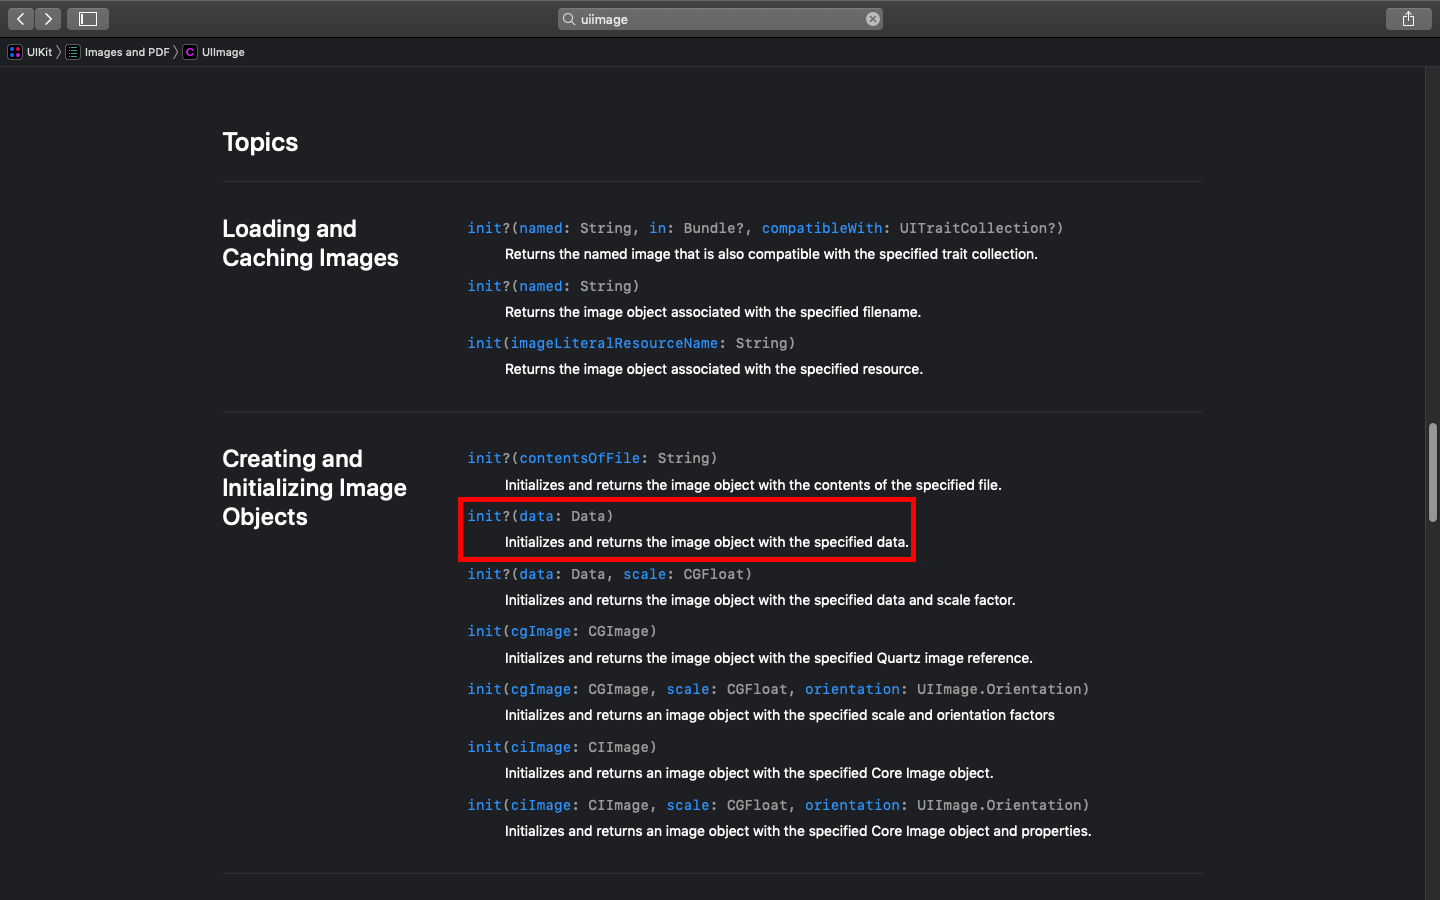 uiimage
UIKit Images and PDF UIImage
Topics
Loading and
Caching Images
init?(named: String, in: Bundle?, compatibleWith: UITraitCollection?)
Returns the named image that is also compatible with the specified trait collection.
init?(named: String)
Returns the image object associated with the specified filename.
init(imageLiteralResourceName: String)
Returns the image object associated with the specified resource.
Creating and
Initializing Image
Objects
init?(contentsOfFile: String)
Initializes and returns the image object with the contents of the specified file.
init?(data: Data)
Initializes and returns the image object with the specified data.
init?(data: Data, scale: CGFloat)
Initializes and returns the image object with the specified data and scale factor.
init(cgImage: CGImage)
Initializes and returns the image object with the specified Quartz image reference.
init(cgImage: CGImage, scale: CGFloat, orientation: UIImage.Orientation)
Initializes and returns an image object with the specified scale and orientation factors
init(ciImage: CIImage)
Initializes and returns an image object with the specified Core Image object.
init(ciImage: CIImage, scale: CGFloat, orientation: UIImage.Orientation)
Initializes and returns an image object with the specified Core Image object and properties.